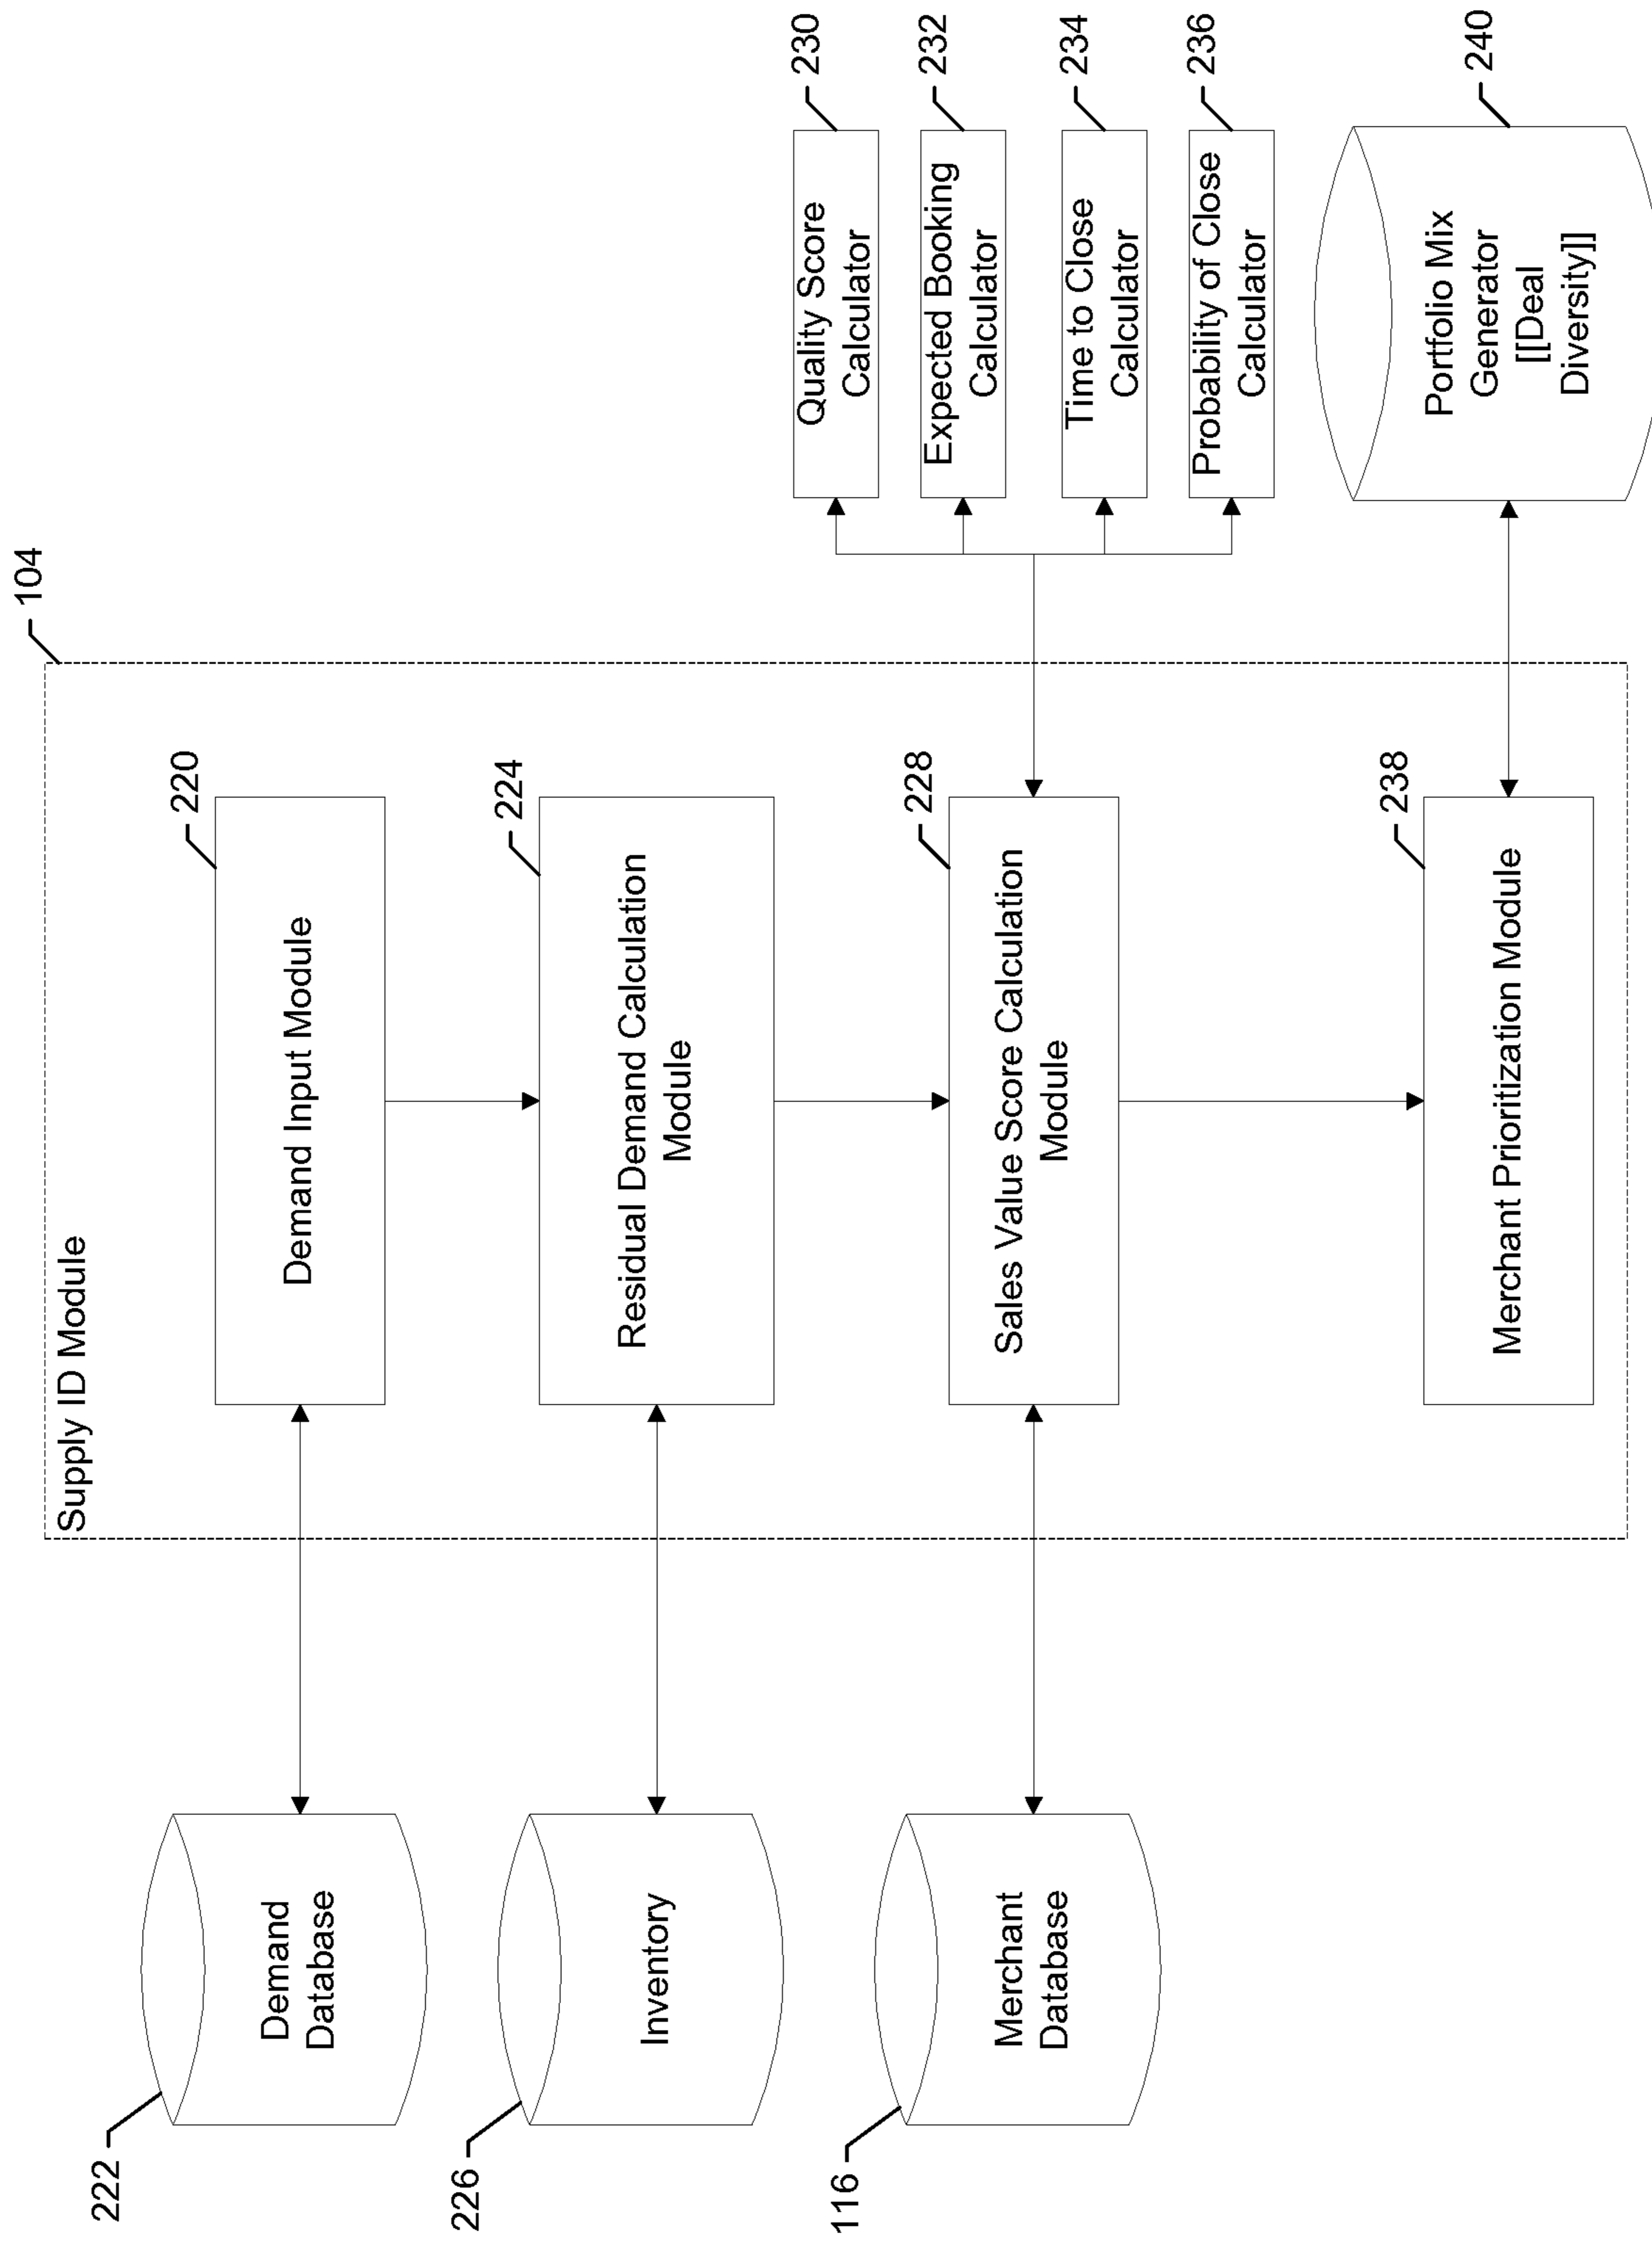 104
Supply ID Module
222
Demand
Database
220
Demand Input Module
230
Quality Score
Calculator
226
Inventory
224
Residual Demand Calculation
Module
232
Expected Booking
Calculator
116
Merchant
Database
228
Sales Value Score Calculation
Module
234
Time to Close
Calculator
236
Probability of Close
Calculator
238
Merchant Prioritization Module
240
Portfolio Mix
Generator
[[Deal
Diversity]]